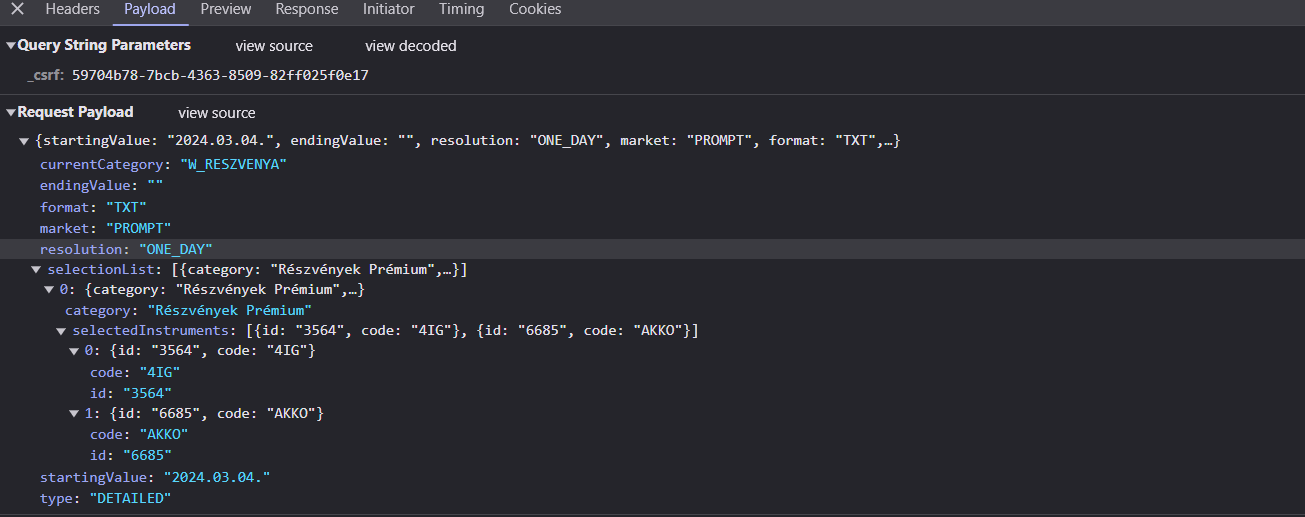 Headers Payload Preview Response Initiator Timing Cookies
Query String Parameters view source view decoded
_csrf: 59704b78-7bcb-4363-8509-82ff025f0e17
Request Payload view source
{startingValue: "2024.03.04.", endingValue: "", resolution: "ONE_DAY", market: "PROMPT", format: "TXT",…}
currentCategory: "W_RESZVENYA"
endingValue: ""
format: "TXT"
market: "PROMPT"
resolution: "ONE_DAY"
selectionList: [{category: "Részvények Prémium",…}]
0: {category: "Részvények Prémium",…}
category: "Részvények Prémium"
selectedInstruments: [{id: "3564", code: "4IG"}, {id: "6685", code: "AKKO"}]
0: {id: "3564", code: "4IG"}
code: "4IG"
id: "3564"
1: {id: "6685", code: "AKKO"}
code: "AKKO"
id: "6685"
startingValue: "2024.03.04."
type: "DETAILED"